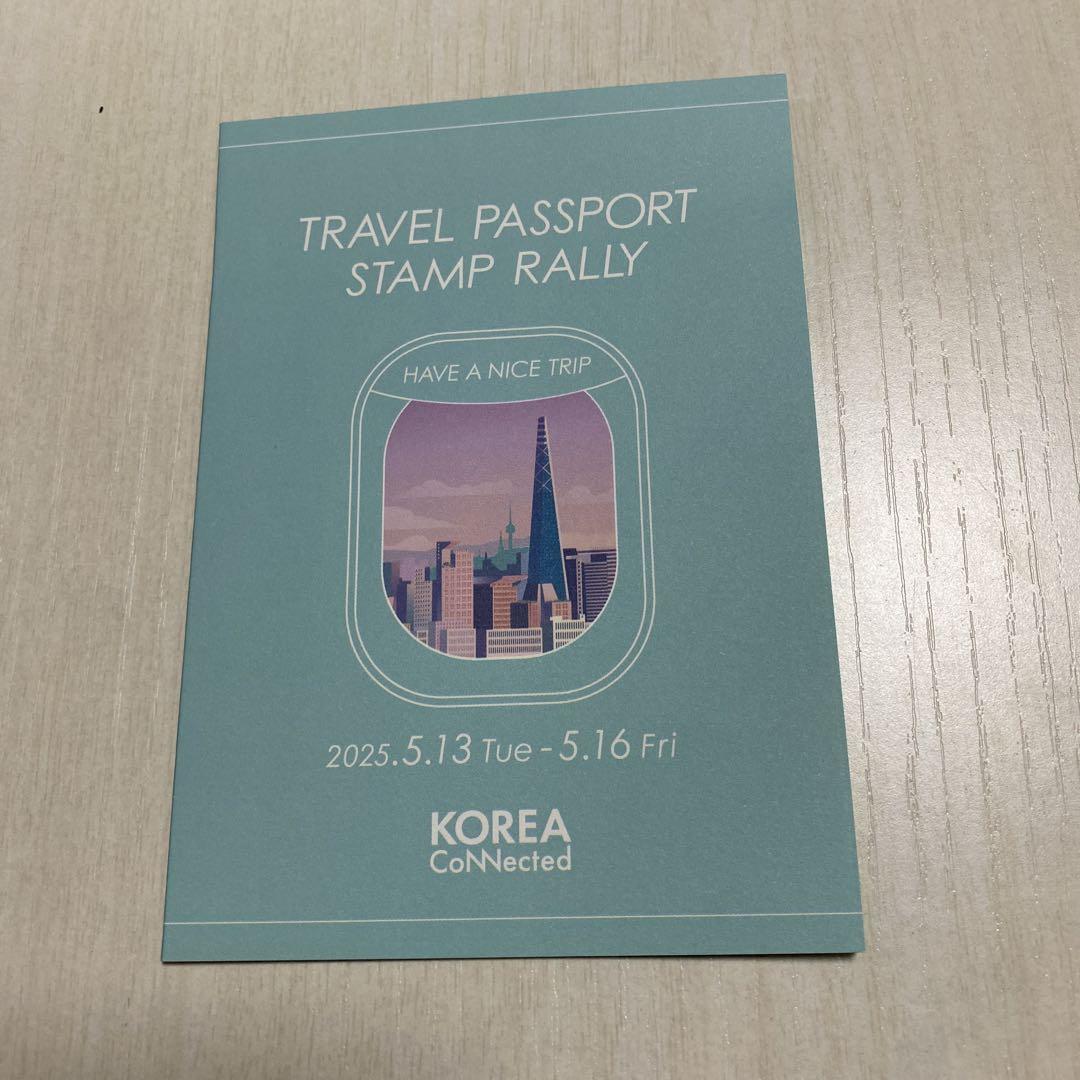 TRAVEL PASSPORT
STAMP RALLY
HAVE A NICE TRIP
2025.5.13 Tue - 5.16 Fri
KOREA
CoNNected